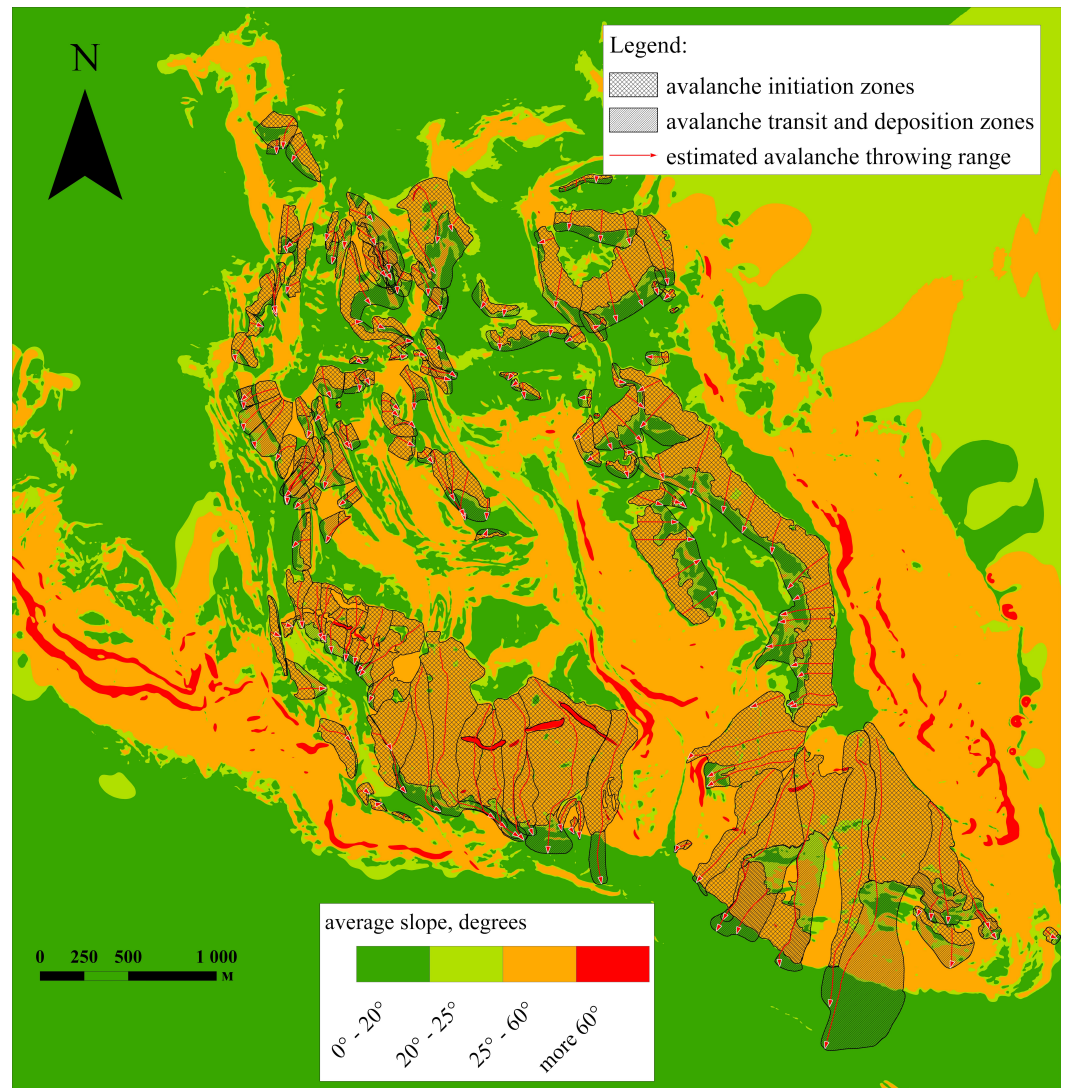 N
Legend:
avalanche initiation zones
avalanche transit and deposition zones
estimated avalanche throwing range
average slope, degrees
0° - 20°
20° - 25°
25° - 60°
more 60°
0 250 500 1 000
м